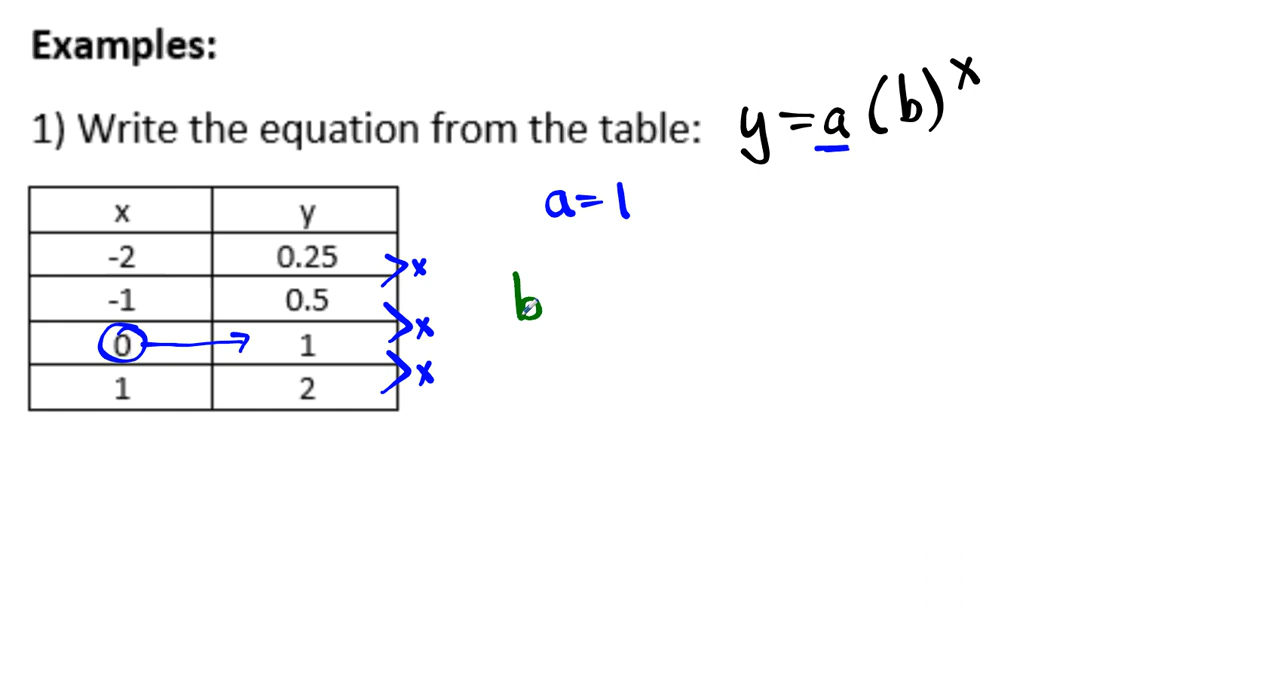 Examples:
1) Write the equation from the table: y = a (b)^x
a = 1
x y
-2 0.25
-1 0.5
0 1
1 2
x
x
x
b